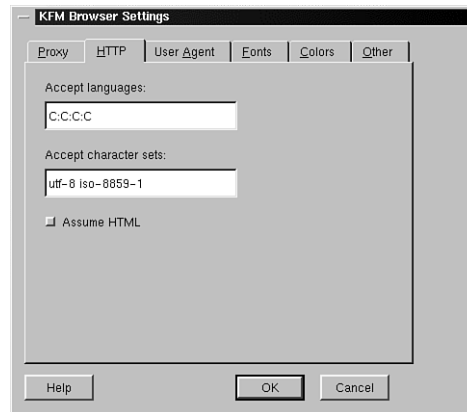 KFM Browser Settings
Proxy HTTP User Agent Fonts Colors Other
Accept languages:
C:C:C:C
Accept character sets:
utf-8 iso-8859-1
Assume HTML
Help OK Cancel